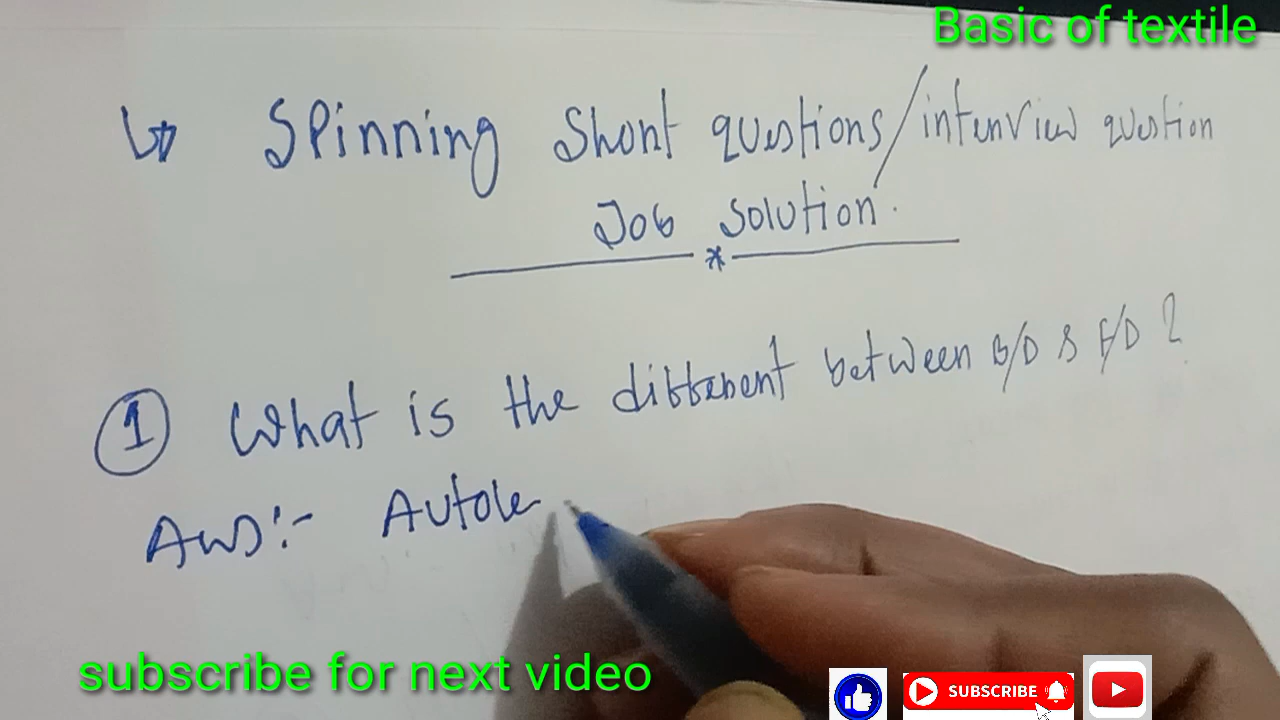 Basic of textile
Spinning Short questions/interview question
Job solution.
*
① What is the different between B/D & F/D ?
Aws:- Autole
subscribe for next video
SUBSCRIBE